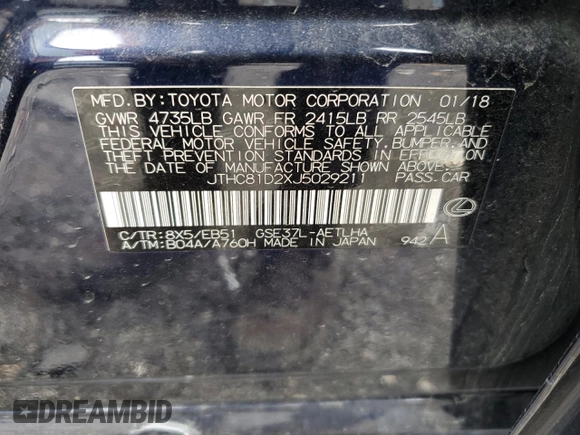 MFD.BY:TOYOTA MOTOR CORPORATION 01/18
GVWR 4735LB GAWR FR 2415LB RR 2545LB
THIS VEHICLE CONFORMS TO ALL APPLICABLE
FEDERAL MOTOR VEHICLE SAFETY,BUMPER,AND
THEFT PREVENTION STANDARDS IN EFFECT ON
THE DATE OF MANUFACTURE SHOWN ABOVE.
JTHC81D2XJ5029211 PASS.CAR
C/TR:8X5/EB51 GSE37L-AETLHA
A/TM:B04A/A760H MADE IN JAPAN 942 A
DREAMBID